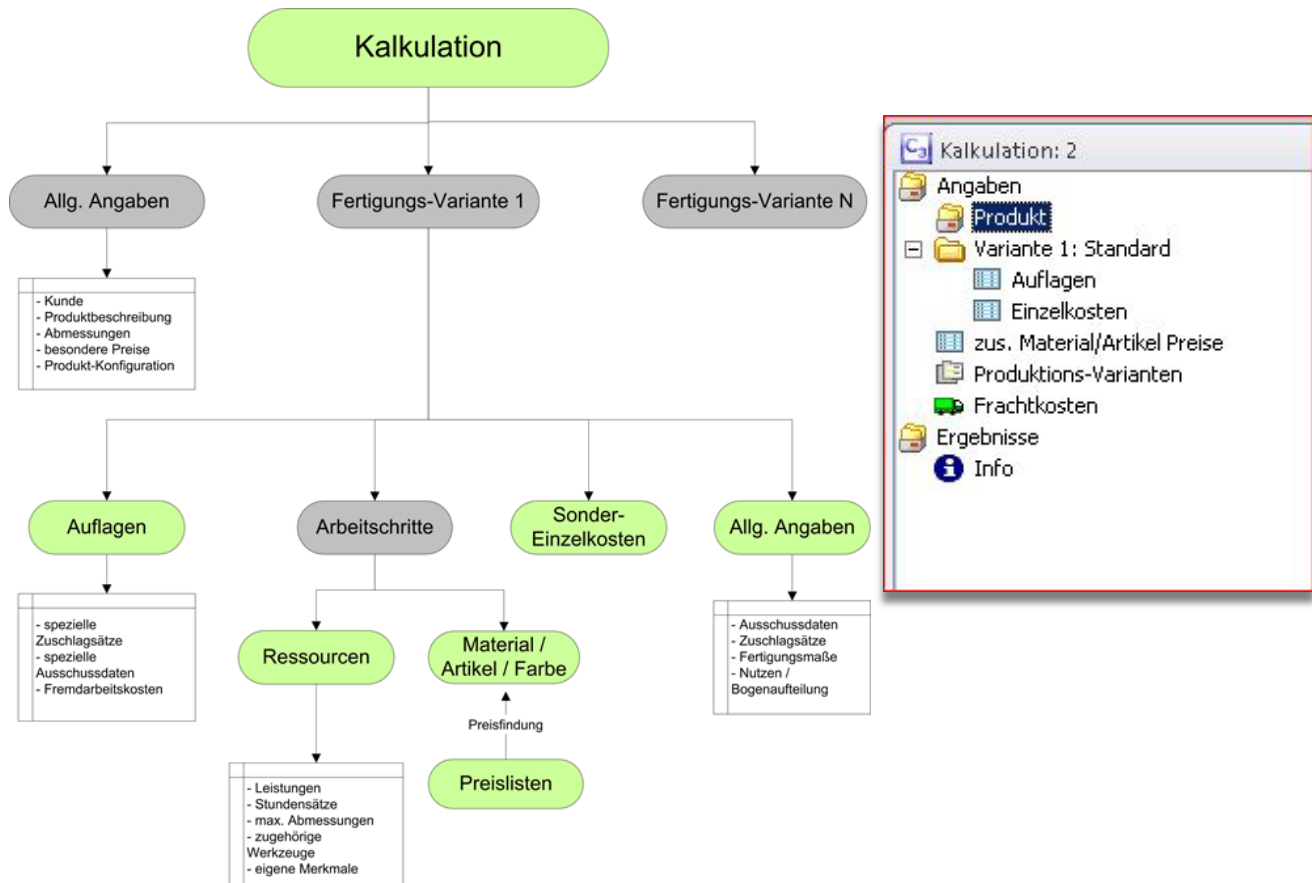 Kalkulation
Allg. Angaben
Fertigungs-Variante 1
Fertigungs-Variante N
- Kunde
- Produktbeschreibung
- Abmessungen
- besondere Preise
- Produkt-Konfiguration
Auflagen
Arbeitschritte
Sonder-
Einzelkosten
Allg. Angaben
- spezielle
Zuschlagsätze
- spezielle
Ausschussdaten
- Fremdarbeitskosten
Ressourcen
Material /
Artikel / Farbe
- Ausschussdaten
- Zuschlagsätze
- Fertigungsmaße
- Nutzen /
Bogenaufteilung
Preisfindung
Preislisten
- Leistungen
- Stundensätze
- max. Abmessungen
- zugehörige
Werkzeuge
- eigene Merkmale
C3 Kalkulation: 2
Angaben
Produkt
Variante 1: Standard
Auflagen
Einzelkosten
zus. Material/Artikel Preise
Produktions-Varianten
Frachtkosten
Ergebnisse
Info